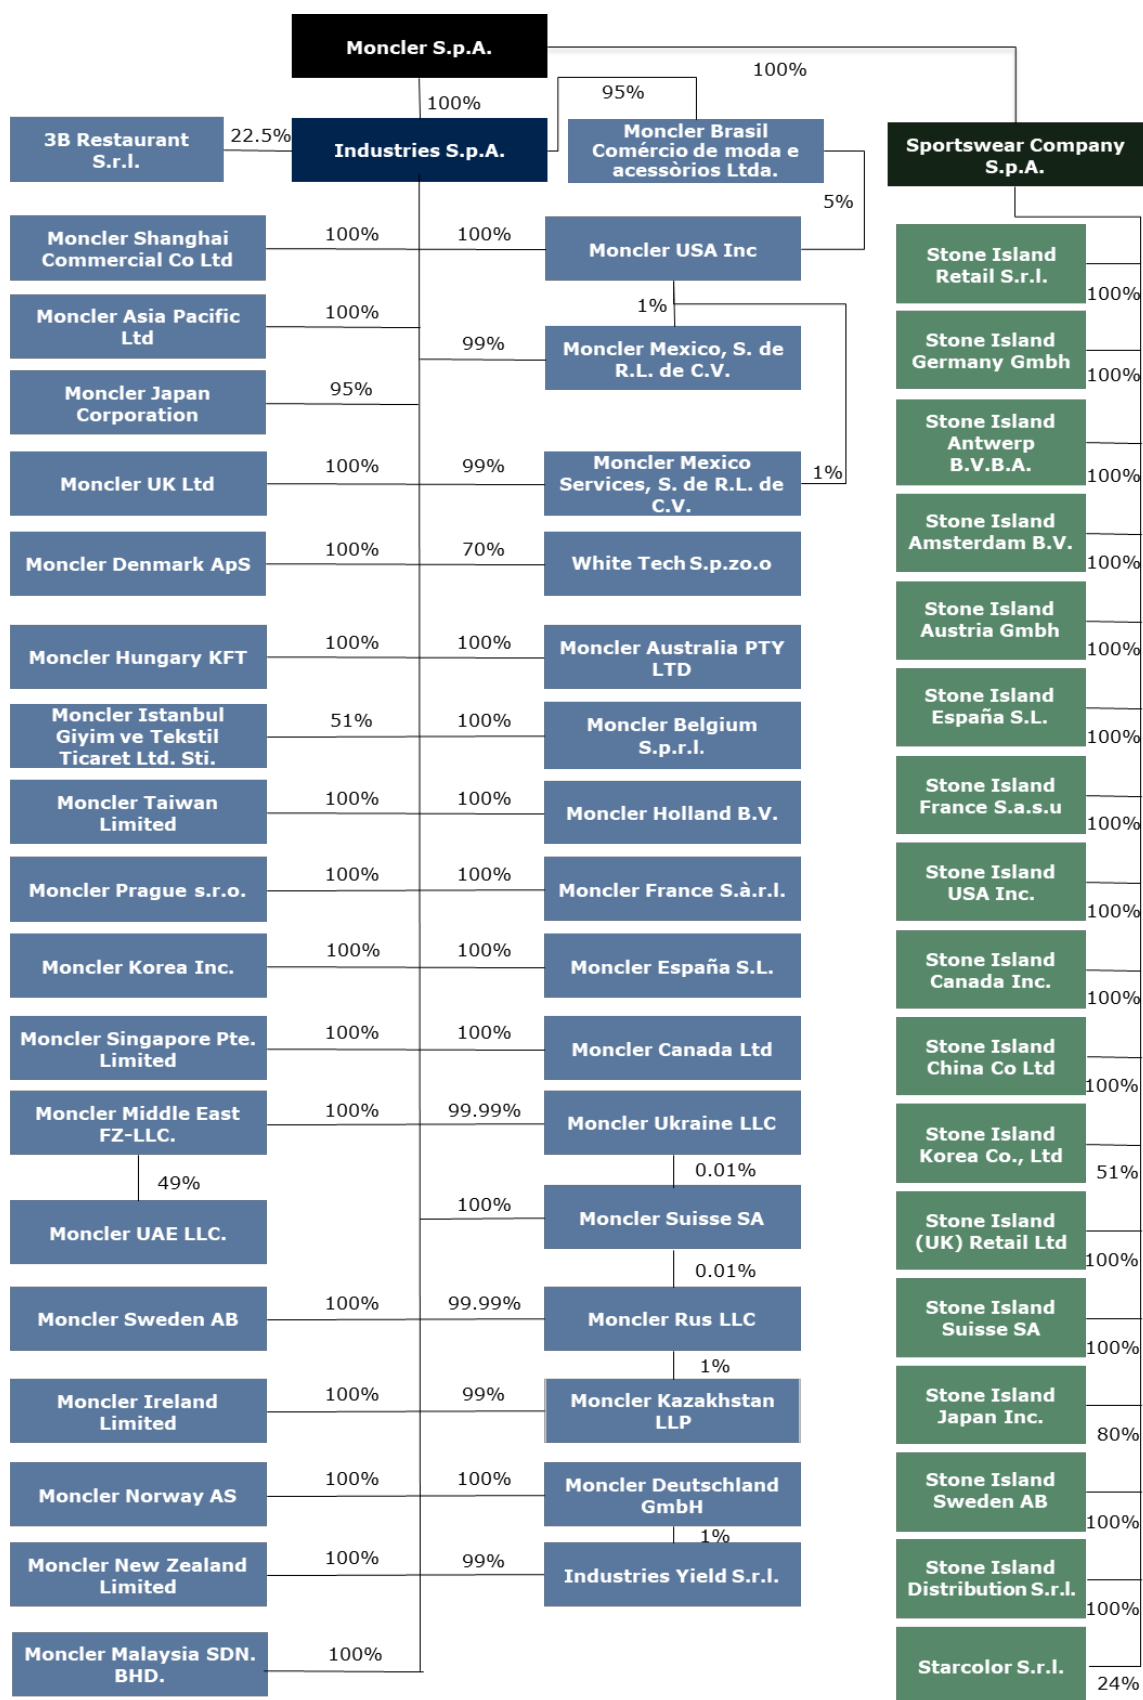 Moncler S.p.A.
100%
95%
100%
3B Restaurant
S.r.l.
22.5%
Industries S.p.A.
Moncler Brasil
Comércio de moda e
acessòrios Ltda.
Sportswear Company
S.p.A.
5%
Moncler Shanghai
Commercial Co Ltd
100%
100%
Moncler USA Inc
Moncler Asia Pacific
Ltd
100%
1%
99%
Moncler Mexico, S. de
R.L. de C.V.
Moncler Japan
Corporation
95%
Moncler UK Ltd
100%
99%
Moncler Mexico
Services, S. de R.L. de
C.V.
1%
Moncler Denmark ApS
100%
70%
White Tech S.p.zo.o
Moncler Hungary KFT
100%
100%
Moncler Australia PTY
LTD
Moncler Istanbul
Giyim ve Tekstil
Ticaret Ltd. Sti.
51%
100%
Moncler Belgium
S.p.r.l.
Moncler Taiwan
Limited
100%
100%
Moncler Holland B.V.
Moncler Prague s.r.o.
100%
100%
Moncler France S.à.r.l.
Moncler Korea Inc.
100%
100%
Moncler España S.L.
Moncler Singapore Pte.
Limited
100%
100%
Moncler Canada Ltd
Moncler Middle East
FZ-LLC.
100%
99.99%
Moncler Ukraine LLC
49%
0.01%
Moncler UAE LLC.
100%
Moncler Suisse SA
0.01%
Moncler Sweden AB
100%
99.99%
Moncler Rus LLC
1%
Moncler Ireland
Limited
100%
99%
Moncler Kazakhstan
LLP
Moncler Norway AS
100%
100%
Moncler Deutschland
GmbH
1%
Moncler New Zealand
Limited
100%
99%
Industries Yield S.r.l.
Moncler Malaysia SDN.
BHD.
100%
Stone Island
Retail S.r.l.
100%
Stone Island
Germany Gmbh
100%
Stone Island
Antwerp
B.V.B.A.
100%
Stone Island
Amsterdam B.V.
100%
Stone Island
Austria Gmbh
100%
Stone Island
España S.L.
100%
Stone Island
France S.a.s.u
100%
Stone Island
USA Inc.
100%
Stone Island
Canada Inc.
100%
Stone Island
China Co Ltd
100%
Stone Island
Korea Co., Ltd
51%
Stone Island
(UK) Retail Ltd
100%
Stone Island
Suisse SA
100%
Stone Island
Japan Inc.
80%
Stone Island
Sweden AB
100%
Stone Island
Distribution S.r.l.
100%
Starcolor S.r.l.
24%